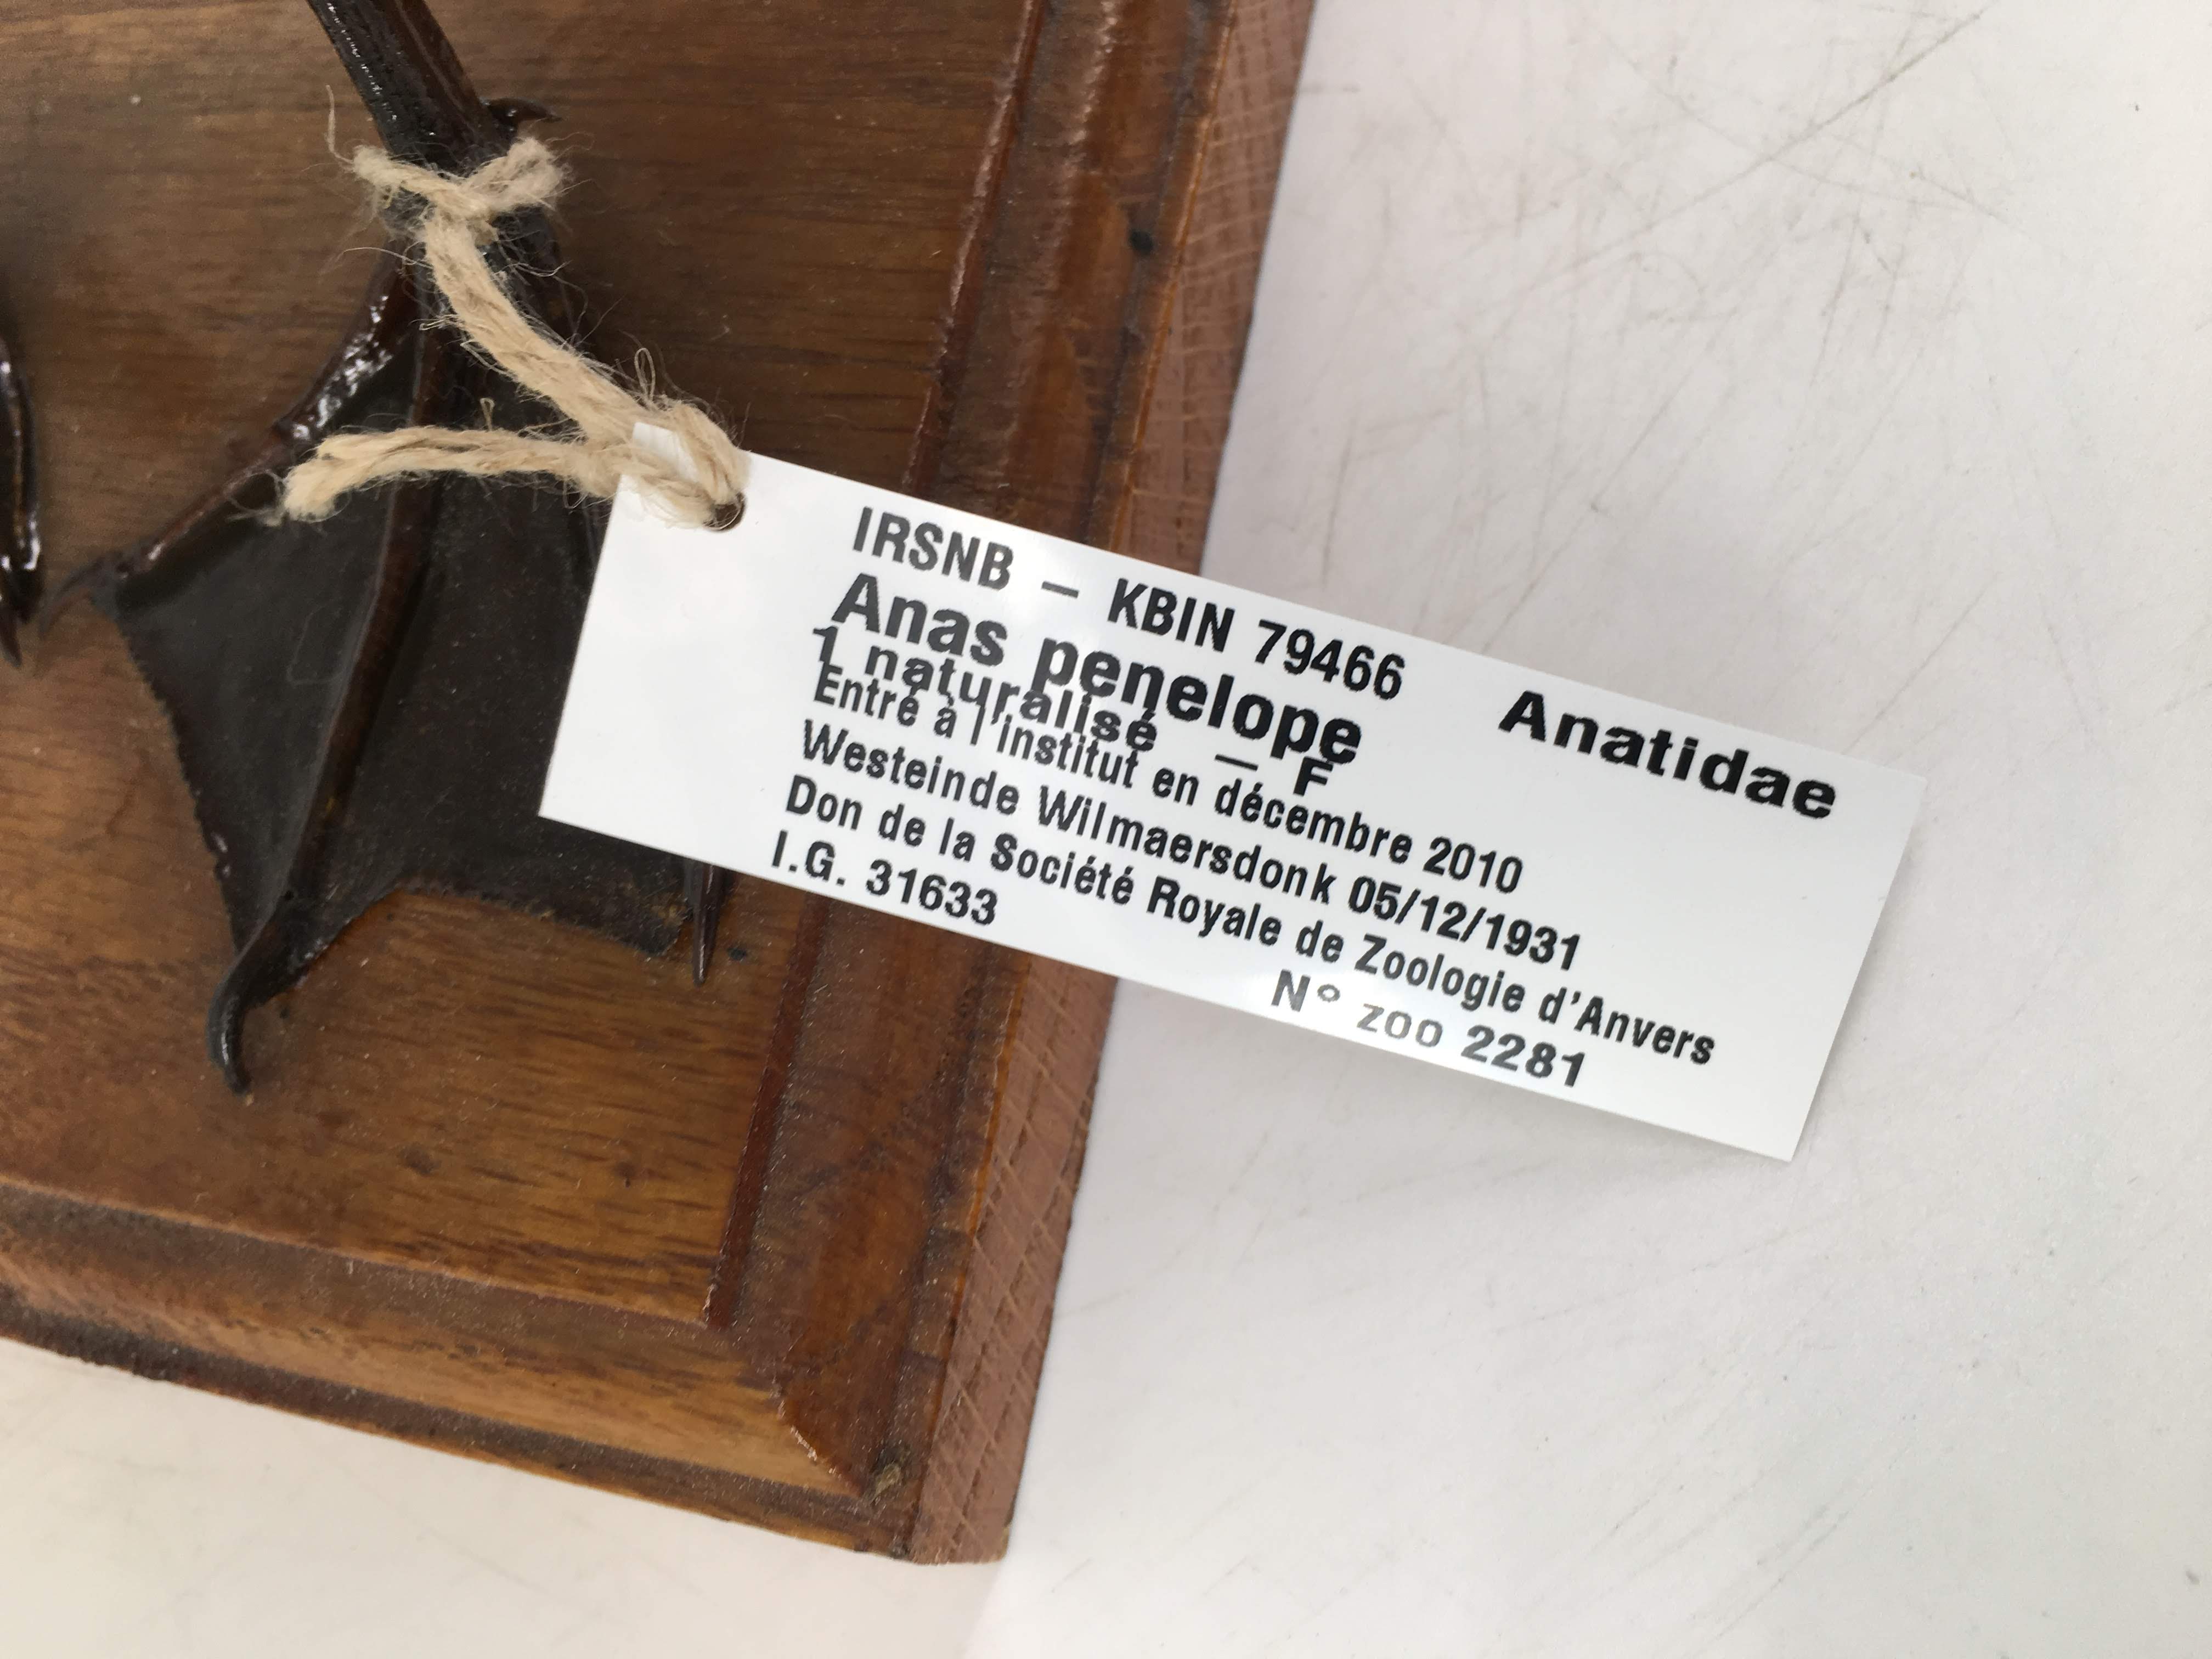 IRSNB – KBIN 79466
Anas penelope Anatidae
1 naturalisé – F
Entré à l'institut en décembre 2010
Westeinde Wilmaersdonk 05/12/1931
Don de la Société Royale de Zoologie d'Anvers
I.G. 31633 N° zoo 2281